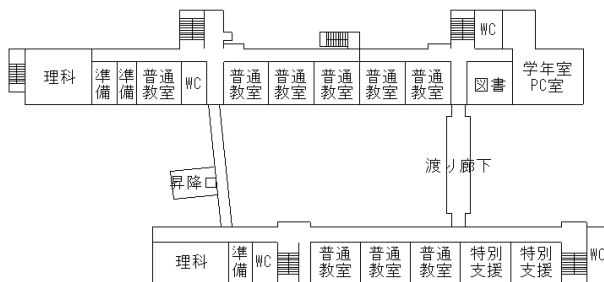 WC
理科
準備
準備
普通教室
WC
普通教室
普通教室
普通教室
普通教室
普通教室
図書
学年室
PC室
昇降口
渡り廊下
理科
準備
WC
普通教室
普通教室
普通教室
特別支援
特別支援
WC